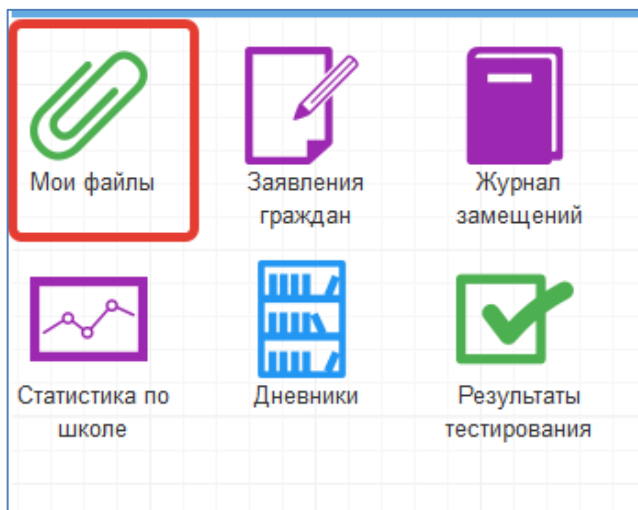 Мои файлы
Заявления
граждан
Журнал
замещений
Статистика по
школе
Дневники
Результаты
тестирования